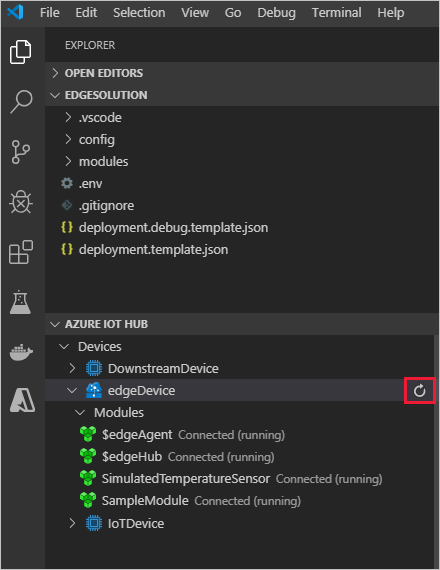 File Edit View Go Debug Terminal Help
EXPLORER
OPEN EDITORS
EDGESOLUTION
.vscode
config
modules
.env
.gitignore
{} deployment.debug.template.json
{} deployment.template.json
AZURE IOT HUB
Devices
DownstreamDevice
edgeDevice
Modules
$edgeAgent Connected (running)
$edgeHub Connected (running)
SimulatedTemperatureSensor Connected (running)
SampleModule Connected (running)
IoTDevice